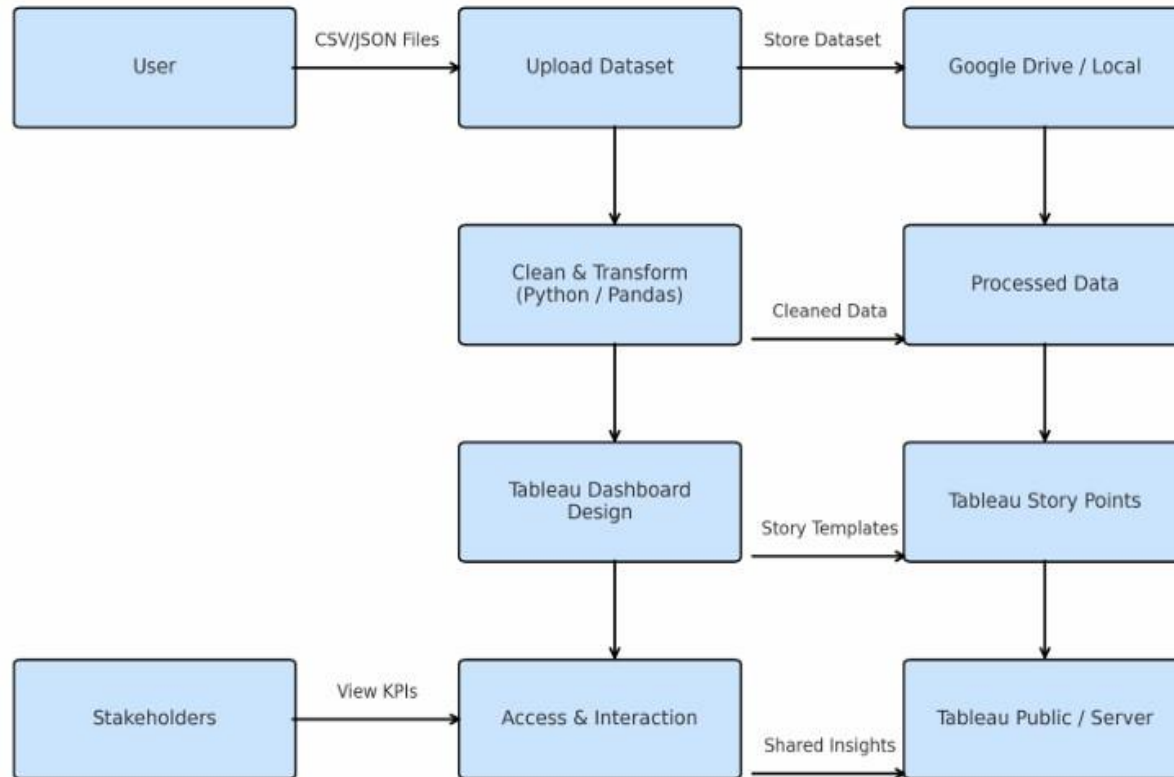 CSV/JSON Files
Store Dataset
User
Upload Dataset
Google Drive / Local
Clean & Transform
(Python / Pandas)
Processed Data
Cleaned Data
Tableau Dashboard
Design
Tableau Story Points
Story Templates
View KPIs
Stakeholders
Access & Interaction
Tableau Public / Server
Shared Insights